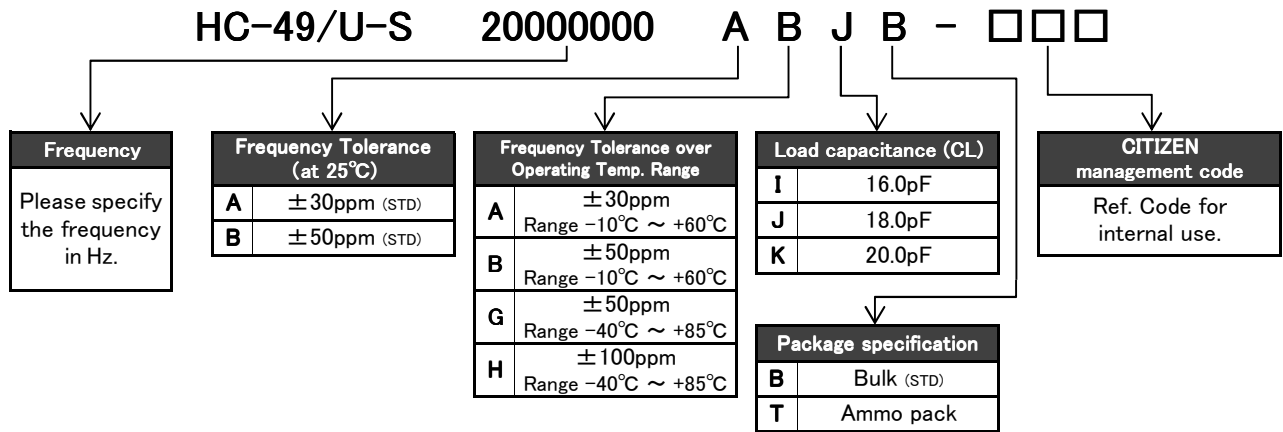 HC-49/U-S 20000000 A B J B - □□□
Frequency
Please specify
the frequency
in Hz.
Frequency Tolerance
(at 25℃)
A ±30ppm (STD)
B ±50ppm (STD)
Frequency Tolerance over
Operating Temp. Range
A ±30ppm
Range -10℃ ～ +60℃
B ±50ppm
Range -10℃ ～ +60℃
G ±50ppm
Range -40℃ ～ +85℃
H ±100ppm
Range -40℃ ～ +85℃
Load capacitance (CL)
I 16.0pF
J 18.0pF
K 20.0pF
Package specification
B Bulk (STD)
T Ammo pack
CITIZEN
management code
Ref. Code for
internal use.